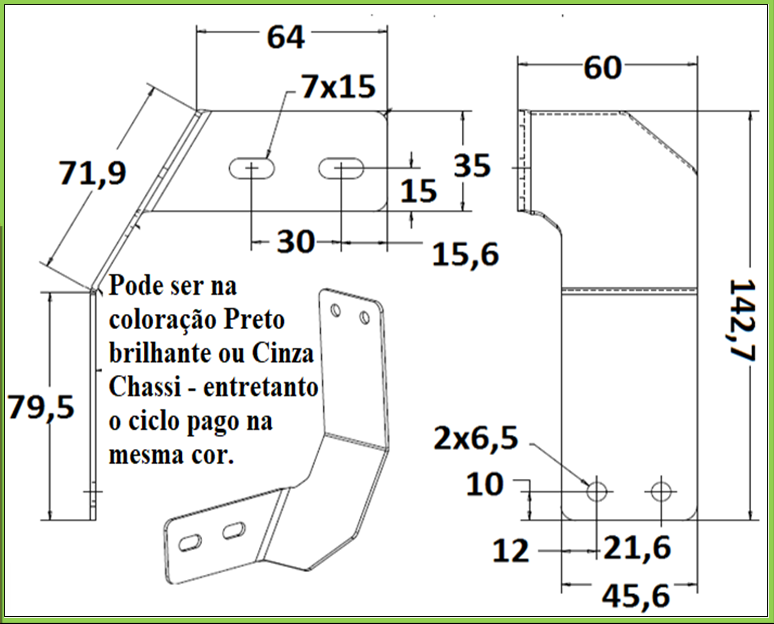 64
60
7x15
71,9
35
15
30
15,6
Pode ser na
coloração Preto
brilhante ou Cinza
Chassi - entretanto
o ciclo pago na
mesma cor.
142,7
79,5
2x6,5
10
12
21,6
45,6